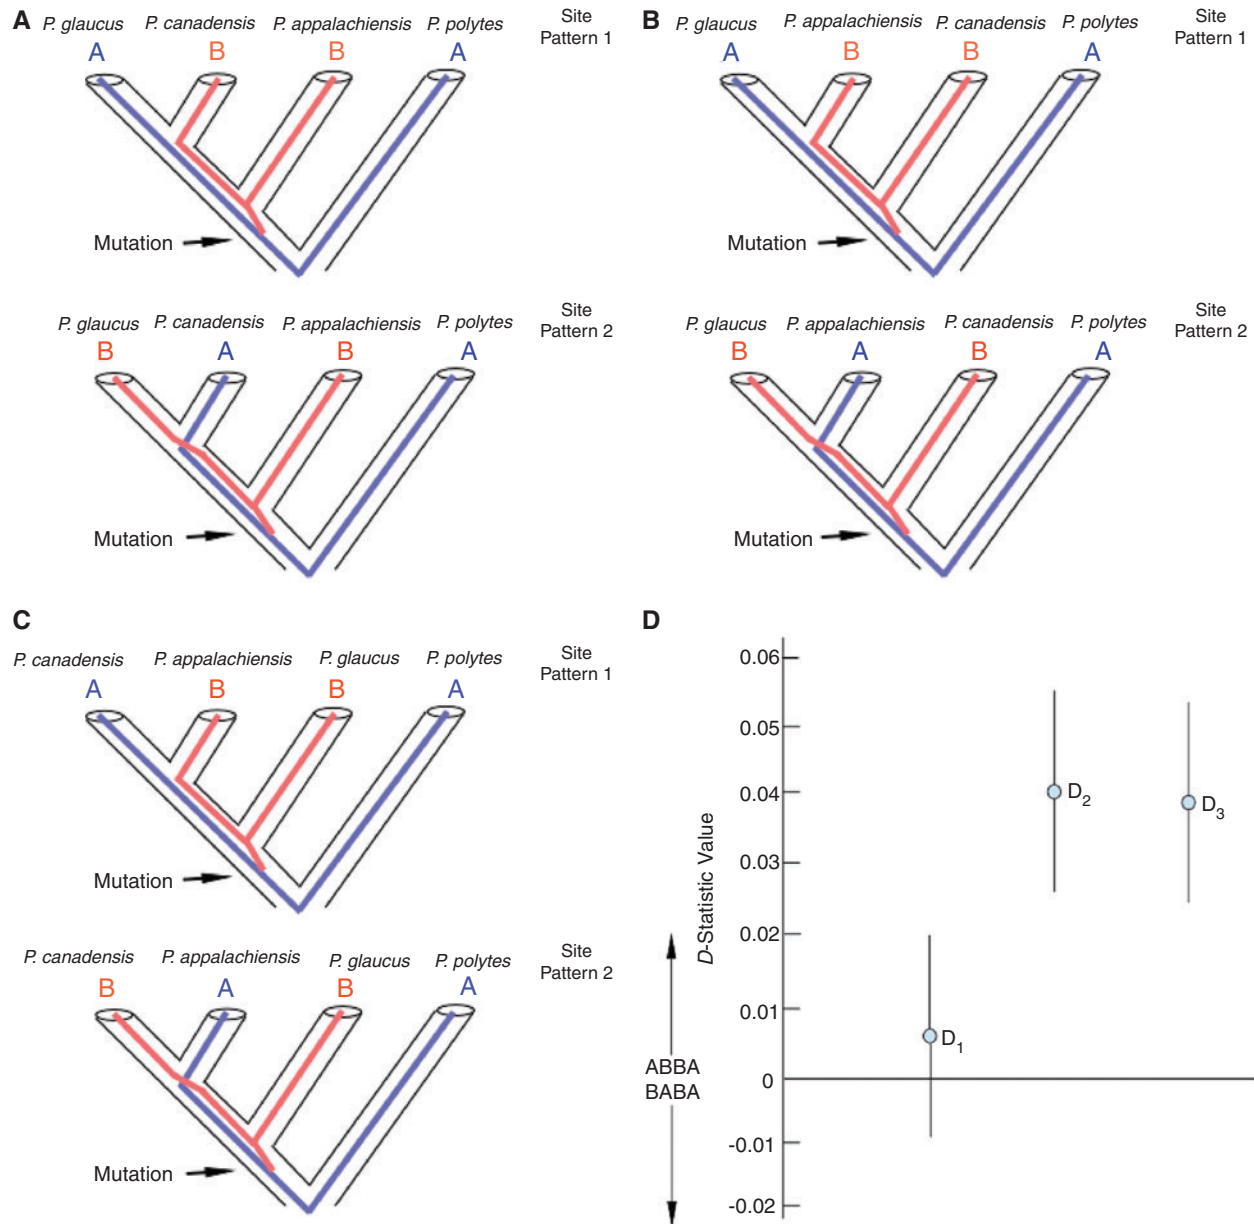 A
P. glaucus P. canadensis P. appalachiensis P. polytes
Site
Pattern 1
A B B A
Mutation
P. glaucus P. canadensis P. appalachiensis P. polytes
Site
Pattern 2
B A B A
Mutation
B
P. glaucus P. appalachiensis P. canadensis P. polytes
Site
Pattern 1
A B B A
Mutation
P. glaucus P. appalachiensis P. canadensis P. polytes
Site
Pattern 2
B A B A
Mutation
C
P. canadensis P. appalachiensis P. glaucus P. polytes
Site
Pattern 1
A B B A
Mutation
P. canadensis P. appalachiensis P. glaucus P. polytes
Site
Pattern 2
B A B A
Mutation
D
D-Statistic Value
0.06
0.05
0.04
0.03
0.02
0.01
0
-0.01
-0.02
ABBA
BABA
D1
D2
D3